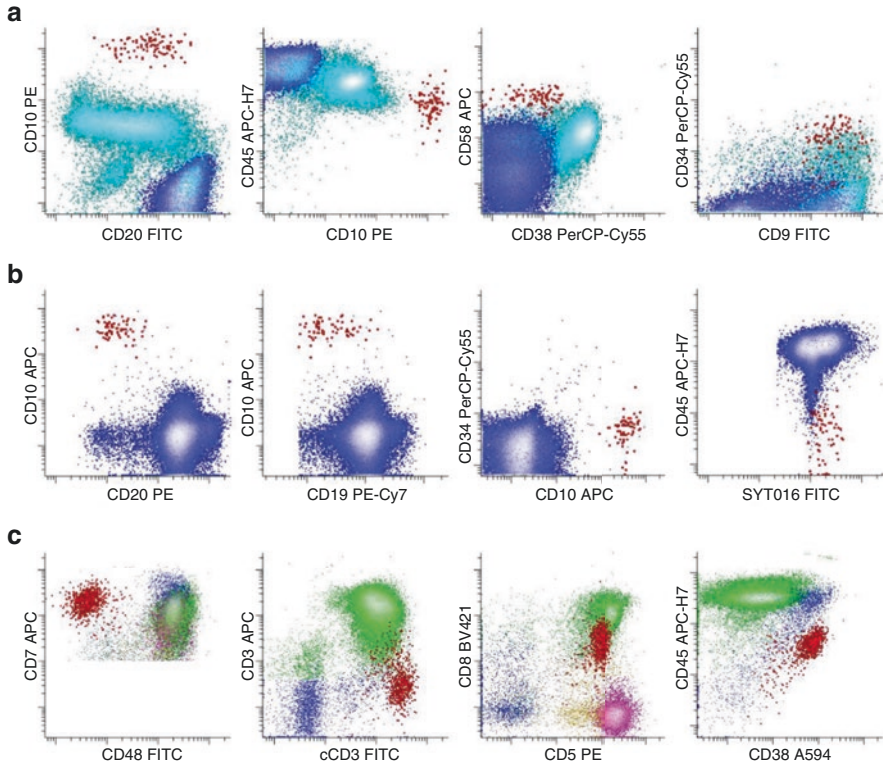 a
CD10 PE
CD20 FITC
CD45 APC-H7
CD10 PE
CD58 APC
CD38 PerCP-Cy55
CD34 PerCP-Cy55
CD9 FITC
b
CD10 APC
CD20 PE
CD10 APC
CD19 PE-Cy7
CD34 PerCP-Cy55
CD10 APC
CD45 APC-H7
SYT016 FITC
c
CD7 APC
CD48 FITC
CD3 APC
cCD3 FITC
CD8 BV421
CD5 PE
CD45 APC-H7
CD38 A594